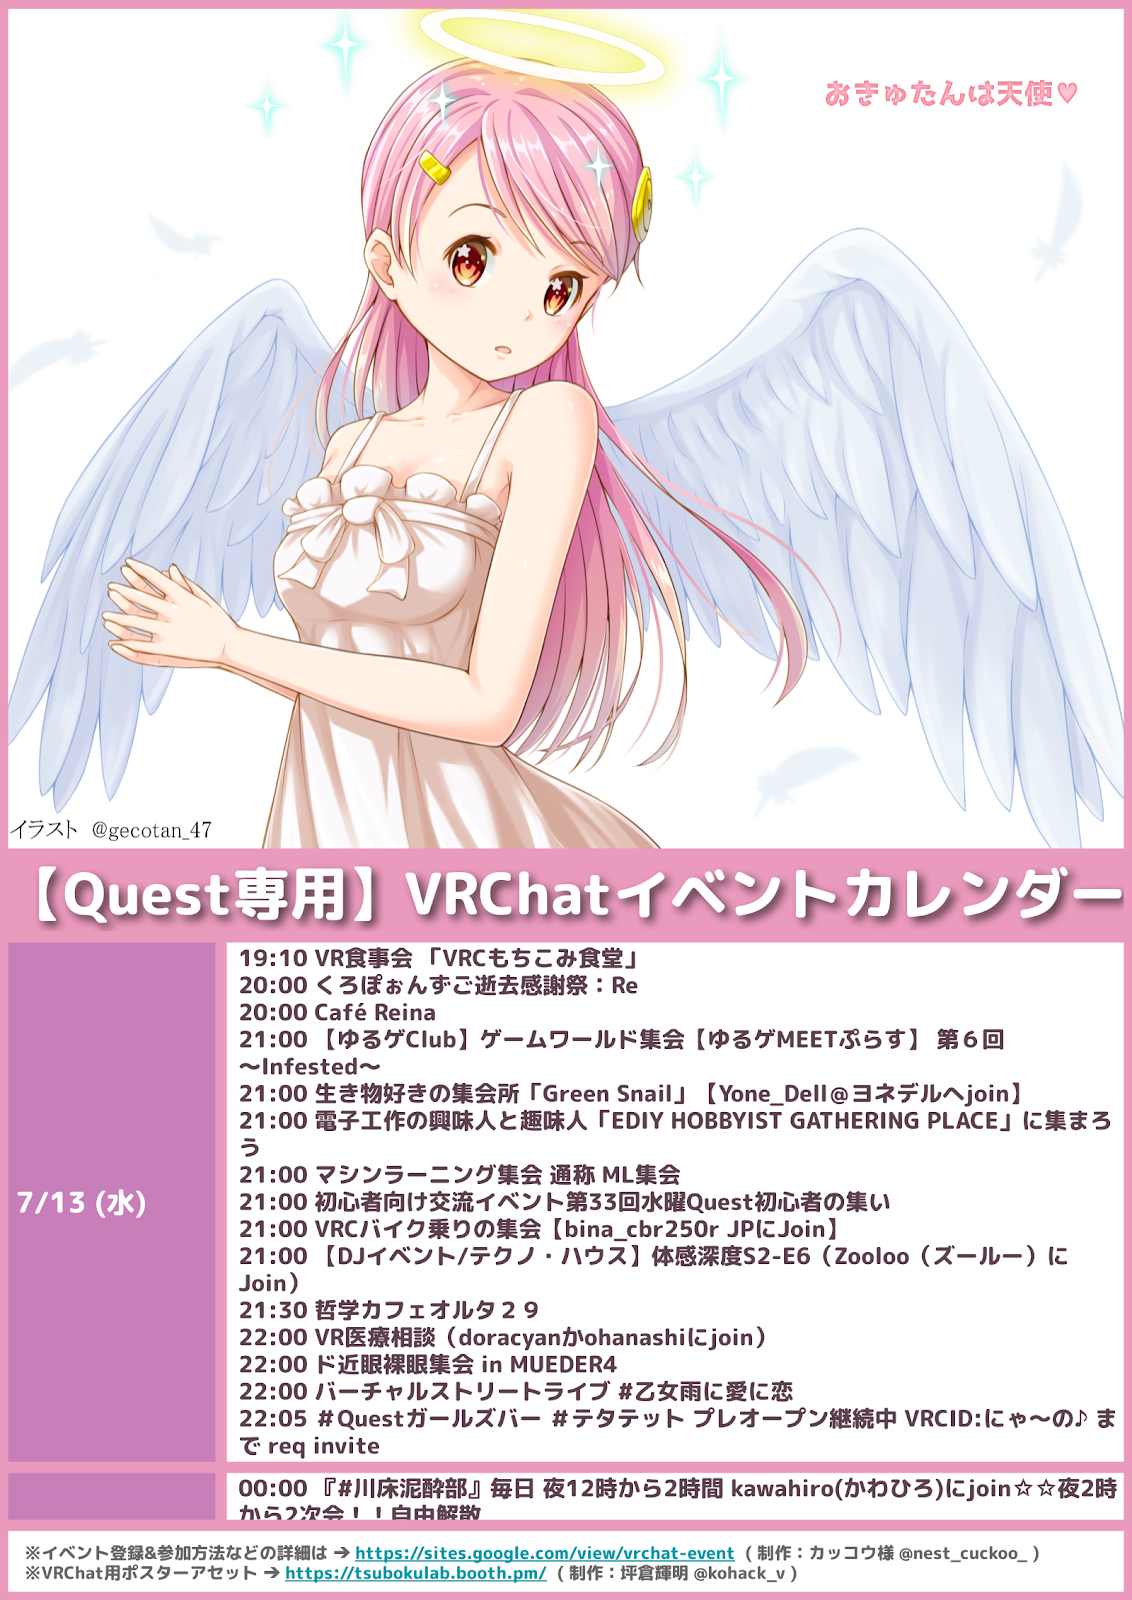 おきゅたんは天使♥
イラスト @gecotan_47
【Quest専用】VRChatイベントカレンダー
7/13 (水)
19:10 VR食事会 「VRCもちこみ食堂」
20:00 くろぽぉんずご逝去感謝祭：Re
20:00 Café Reina
21:00 【ゆるゲClub】ゲームワールド集会【ゆるゲMEETぷらす】 第６回
～Infested～
21:00 生き物好きの集会所「Green Snail」【Yone_Dell＠ヨネデルへjoin】
21:00 電子工作の興味人と趣味人「EDIY HOBBYIST GATHERING PLACE」に集まろ
う
21:00 マシンラーニング集会 通称 ML集会
21:00 初心者向け交流イベント第33回水曜Quest初心者の集い
21:00 VRCバイク乗りの集会【bina_cbr250r JPにJoin】
21:00 【DJイベント/テクノ・ハウス】体感深度S2-E6（Zooloo（ズールー）に
Join）
21:30 哲学カフェオルタ２９
22:00 VR医療相談（doracyanかohanashiにjoin）
22:00 ド近眼裸眼集会 in MUEDER4
22:00 バーチャルストリートライブ #乙女雨に愛に恋
22:05 ＃Questガールズバー ＃テタテット プレオープン継続中 VRCID:にゃ～の♪ ま
で req invite
00:00 『#川床泥酔部』毎日 夜12時から2時間 kawahiro(かわひろ)にjoin☆☆夜2時
から2次会！！自由解散
※イベント登録&参加方法などの詳細は ➔ https://sites.google.com/view/vrchat-event （ 制作：カッコウ様 @nest_cuckoo_ ）
※VRChat用ポスターアセット ➔ https://tsubokulab.booth.pm/ （ 制作：坪倉輝明 @kohack_v ）